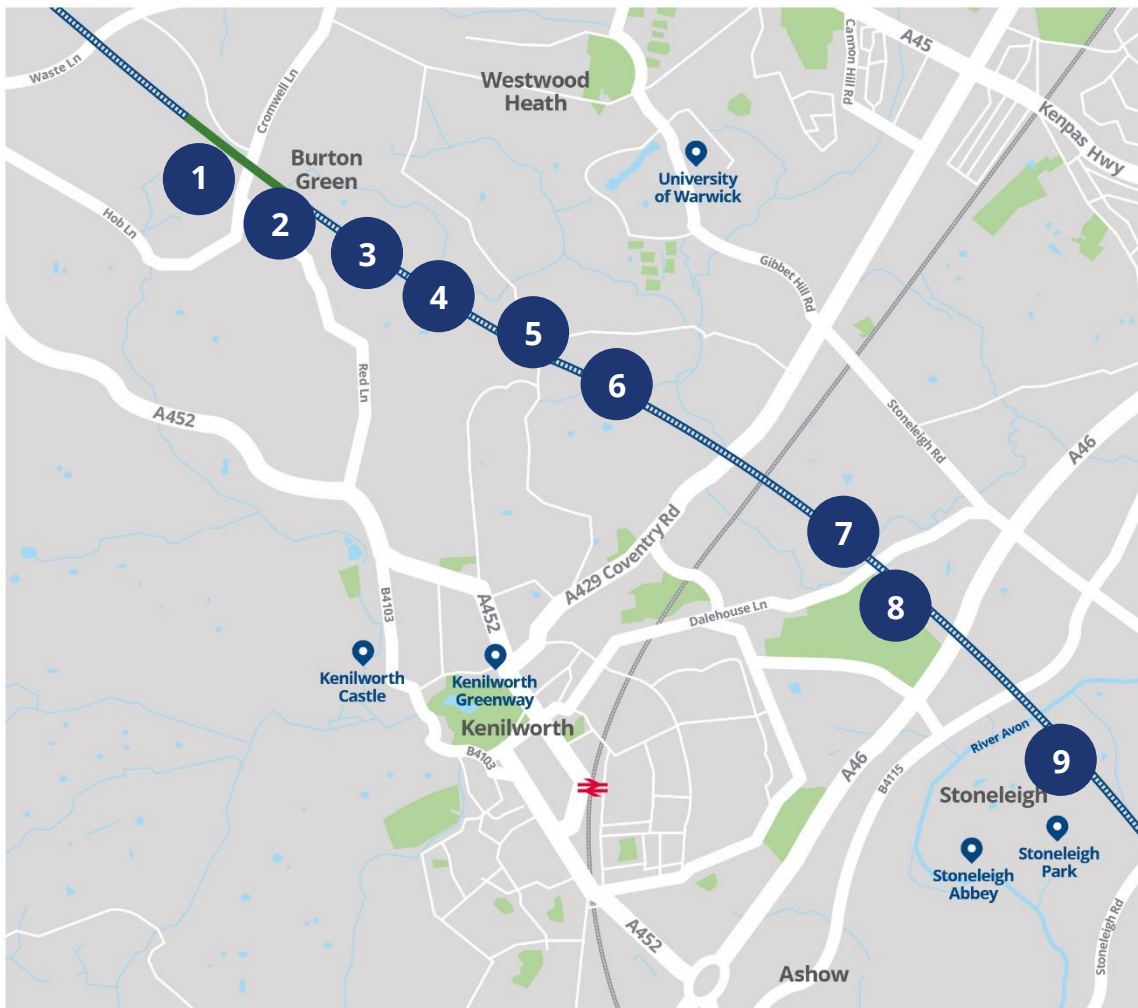 A45
Cannon Hill Rd
Waste Ln
Westwood
Heath
Cromwell Ln
Kenpas Hwy
Burton
Green
1
University
of Warwick
2
Hob Ln
3
Gibbet Hill Rd
4
5
6
Red Ln
A452
Stoneleigh Rd
A46
7
A429 Coventry Rd
B4103
A452
8
Dalehouse Ln
Kenilworth
Castle
Kenilworth
Greenway
Kenilworth
River Avon
B4103
9
A46
B4115
Stoneleigh
Stoneleigh
Park
Stoneleigh
Abbey
A452
Stoneleigh Rd
Ashow